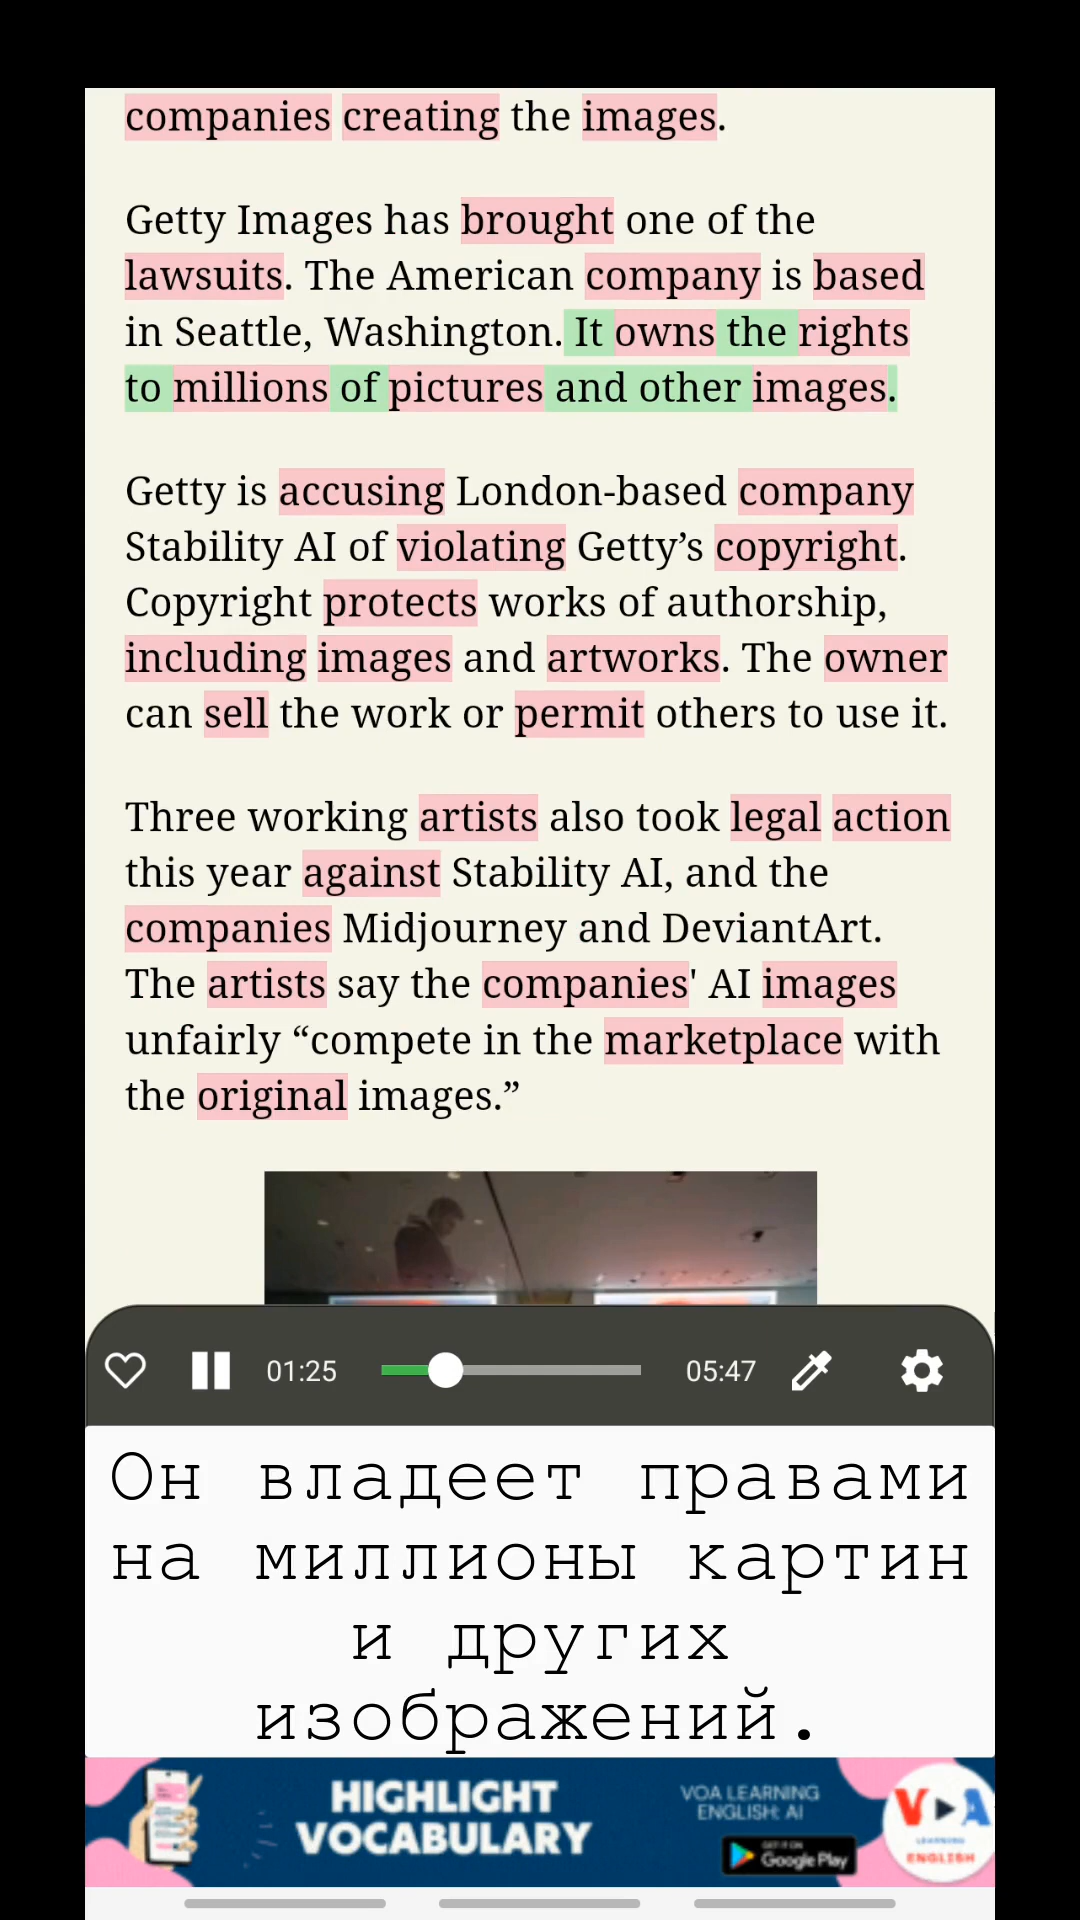 companies creating the images.
Getty Images has brought one of the
lawsuits. The American company is based
in Seattle, Washington. It owns the rights
to millions of pictures and other images.
Getty is accusing London-based company
Stability AI of violating Getty’s copyright.
Copyright protects works of authorship,
including images and artworks. The owner
can sell the work or permit others to use it.
Three working artists also took legal action
this year against Stability AI, and the
companies Midjourney and DeviantArt.
The artists say the companies' AI images
unfairly “compete in the marketplace with
the original images.”
01:25 05:47
Он владеет правами
на миллионы картин
и других
изображений.
HIGHLIGHT
VOCABULARY
VOA LEARNING
ENGLISH: AI
GET IT ON
Google Play
VOA
LEARNING
ENGLISH